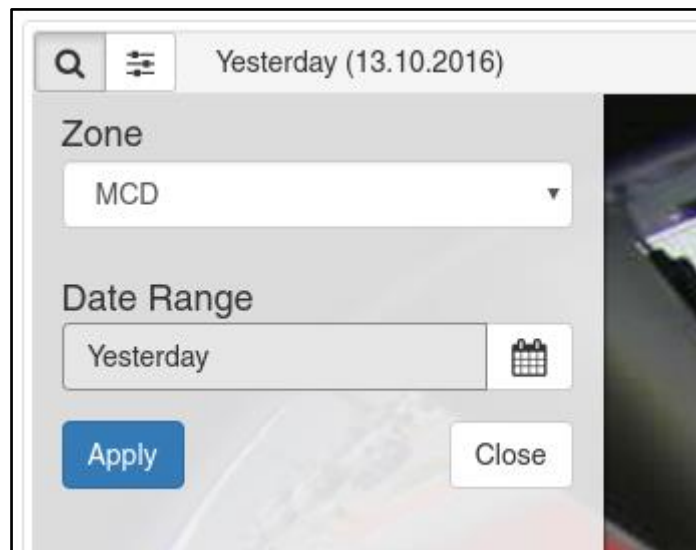 Yesterday (13.10.2016)
Zone
MCD
Date Range
Yesterday
Apply Close